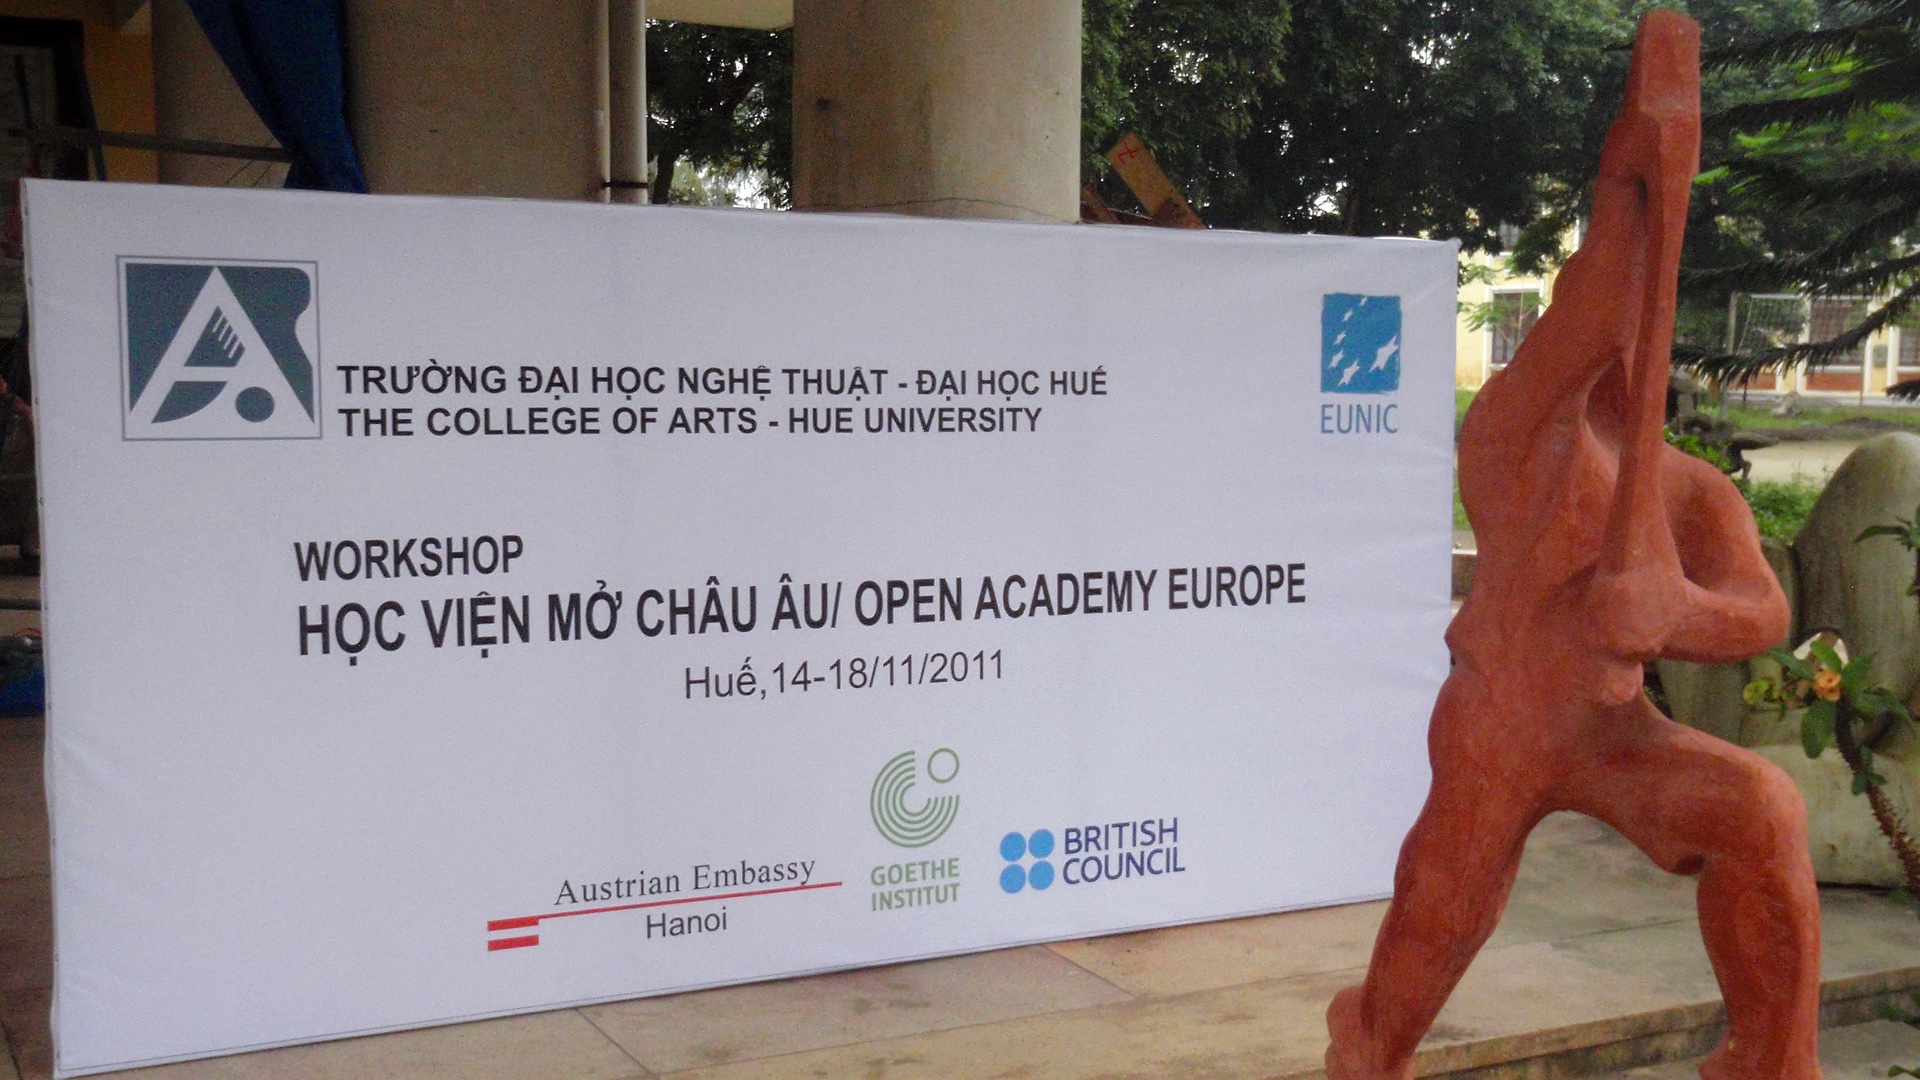 TRƯỜNG ĐẠI HỌC NGHỆ THUẬT - ĐẠI HỌC HUẾ
THE COLLEGE OF ARTS - HUE UNIVERSITY
EUNIC
WORKSHOP
HỌC VIỆN MỞ CHÂU ÂU/ OPEN ACADEMY EUROPE
Huế,14-18/11/2011
Austrian Embassy
Hanoi
GOETHE
INSTITUT
BRITISH
COUNCIL